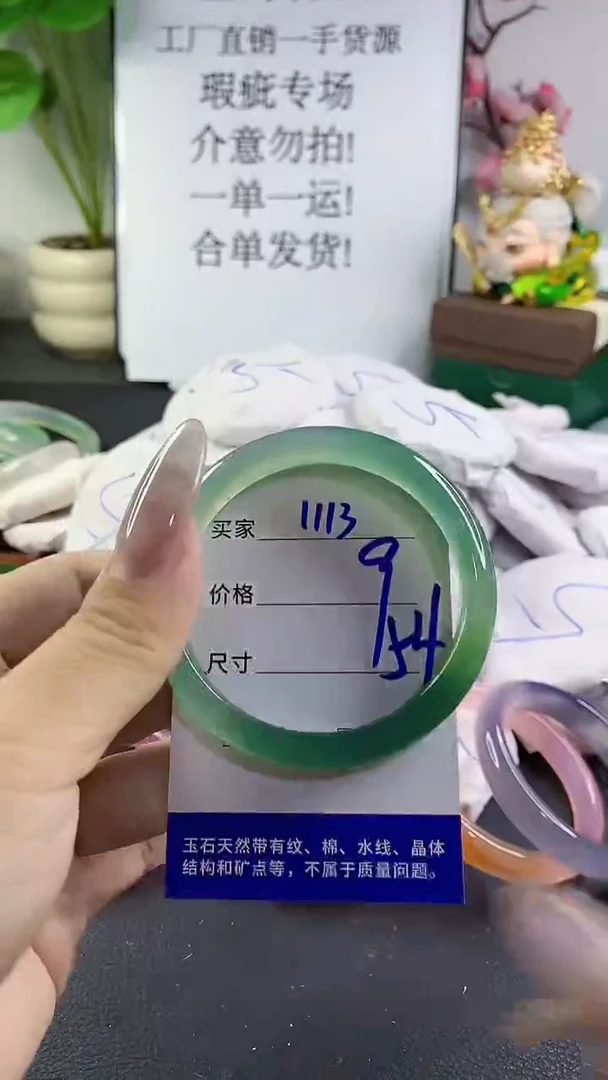 工厂直销一手货源
瑕疵专场
介意勿拍!
一单一运!
合单发货!
买家 1113
价格 9
尺寸 54
玉石天然带有纹、棉、水线、晶体
结构和矿点等，不属于质量问题。